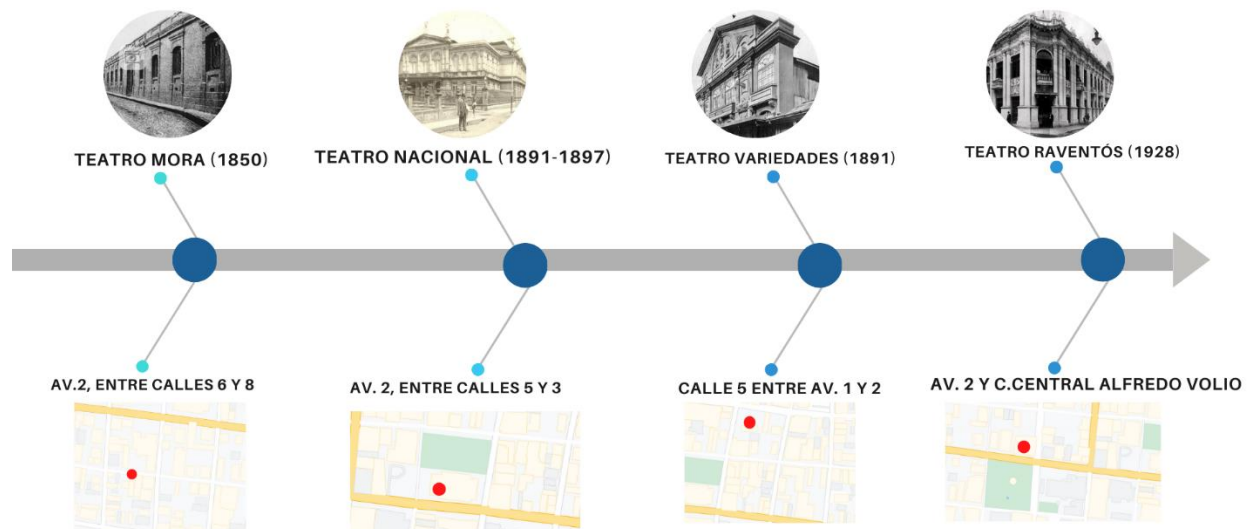 TEATRO MORA (1850)
TEATRO NACIONAL (1891-1897)
TEATRO VARIEDADES (1891)
TEATRO RAVENTÓS (1928)
AV.2, ENTRE CALLES 6 Y 8
AV. 2, ENTRE CALLES 5 Y 3
CALLE 5 ENTRE AV. 1 Y 2
AV. 2 Y C.CENTRAL ALFREDO VOLIO